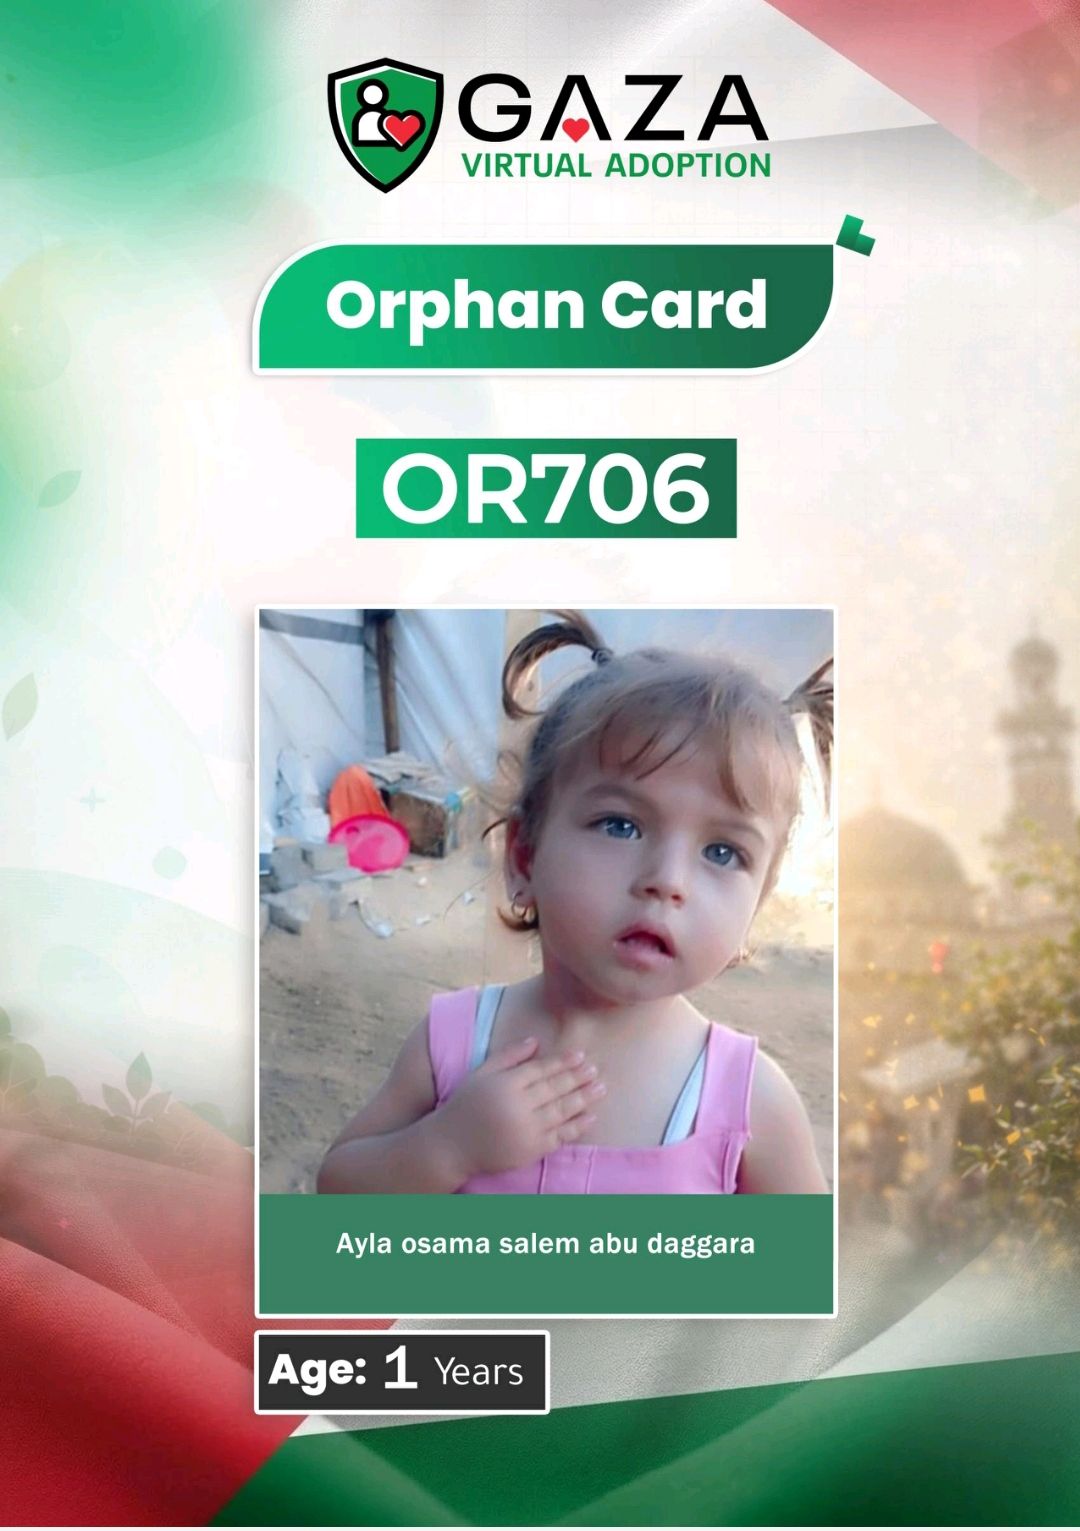 GAZA
VIRTUAL ADOPTION
Orphan Card
OR706
Ayla osama salem abu daggara
Age: 1 Years